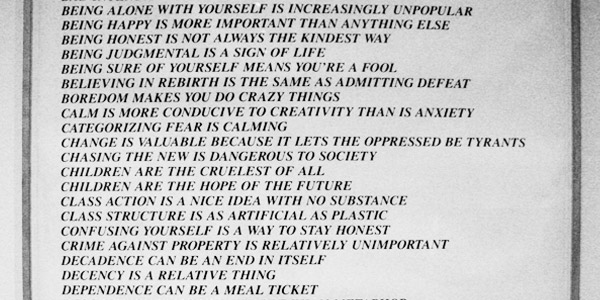 BEING ALONE WITH YOURSELF IS INCREASINGLY UNPOPULAR
BEING HAPPY IS MORE IMPORTANT THAN ANYTHING ELSE
BEING HONEST IS NOT ALWAYS THE KINDEST WAY
BEING JUDGMENTAL IS A SIGN OF LIFE
BEING SURE OF YOURSELF MEANS YOU'RE A FOOL
BELIEVING IN REBIRTH IS THE SAME AS ADMITTING DEFEAT
BOREDOM MAKES YOU DO CRAZY THINGS
CALM IS MORE CONDUCIVE TO CREATIVITY THAN IS ANXIETY
CATEGORIZING FEAR IS CALMING
CHANGE IS VALUABLE BECAUSE IT LETS THE OPPRESSED BE TYRANTS
CHASING THE NEW IS DANGEROUS TO SOCIETY
CHILDREN ARE THE CRUELEST OF ALL
CHILDREN ARE THE HOPE OF THE FUTURE
CLASS ACTION IS A NICE IDEA WITH NO SUBSTANCE
CLASS STRUCTURE IS AS ARTIFICIAL AS PLASTIC
CONFUSING YOURSELF IS A WAY TO STAY HONEST
CRIME AGAINST PROPERTY IS RELATIVELY UNIMPORTANT
DECADENCE CAN BE AN END IN ITSELF
DECENCY IS A RELATIVE THING
DEPENDENCE CAN BE A MEAL TICKET